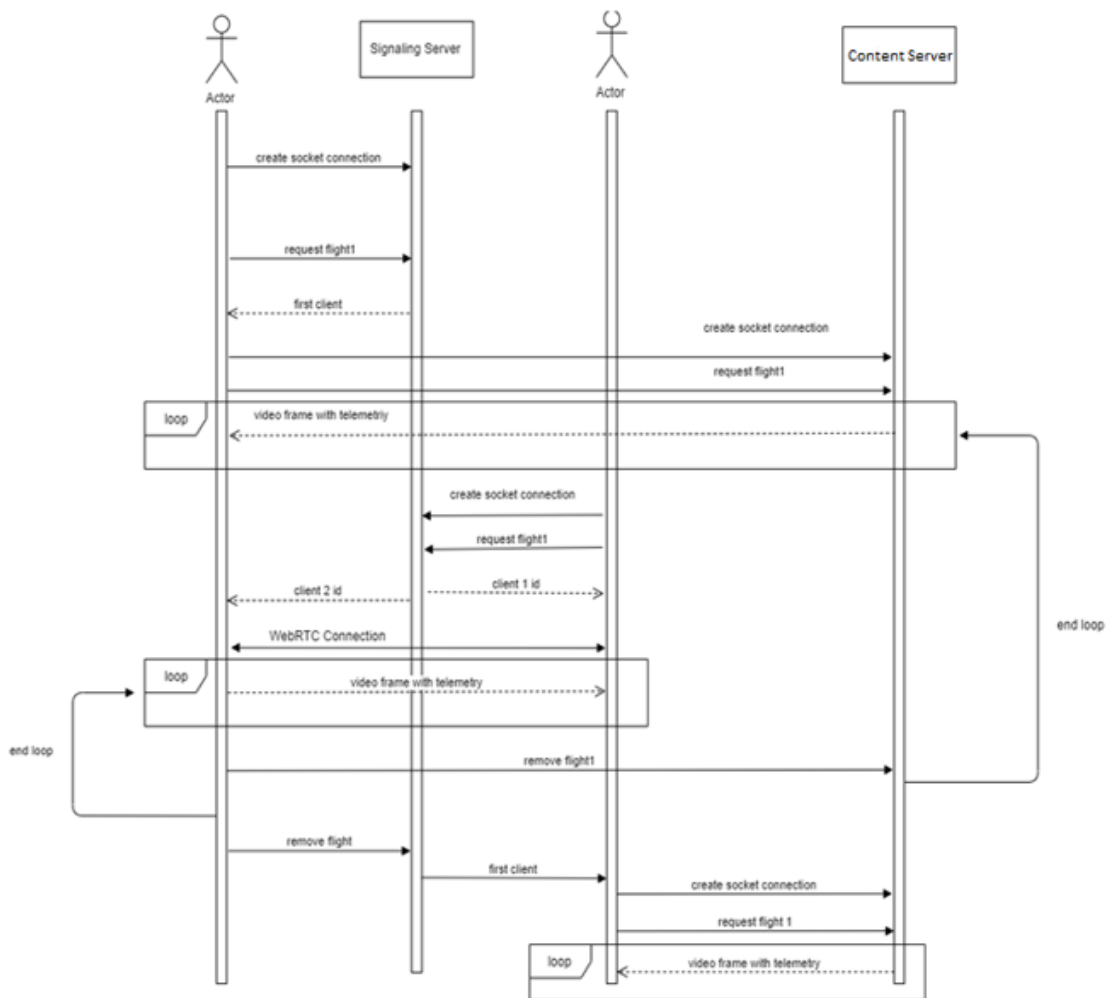 Signaling Server
Content Server
Actor
Actor
create socket connection
request flight1
first client
create socket connection
request flight1
loop
video frame with telemetriy
create socket connection
request flight1
client 2 id
client 1 id
end loop
WebRTC Connection
loop
video frame with telemetry
end loop
remove flight1
remove flight
first client
create socket connection
request flight 1
loop
video frame with telemetry